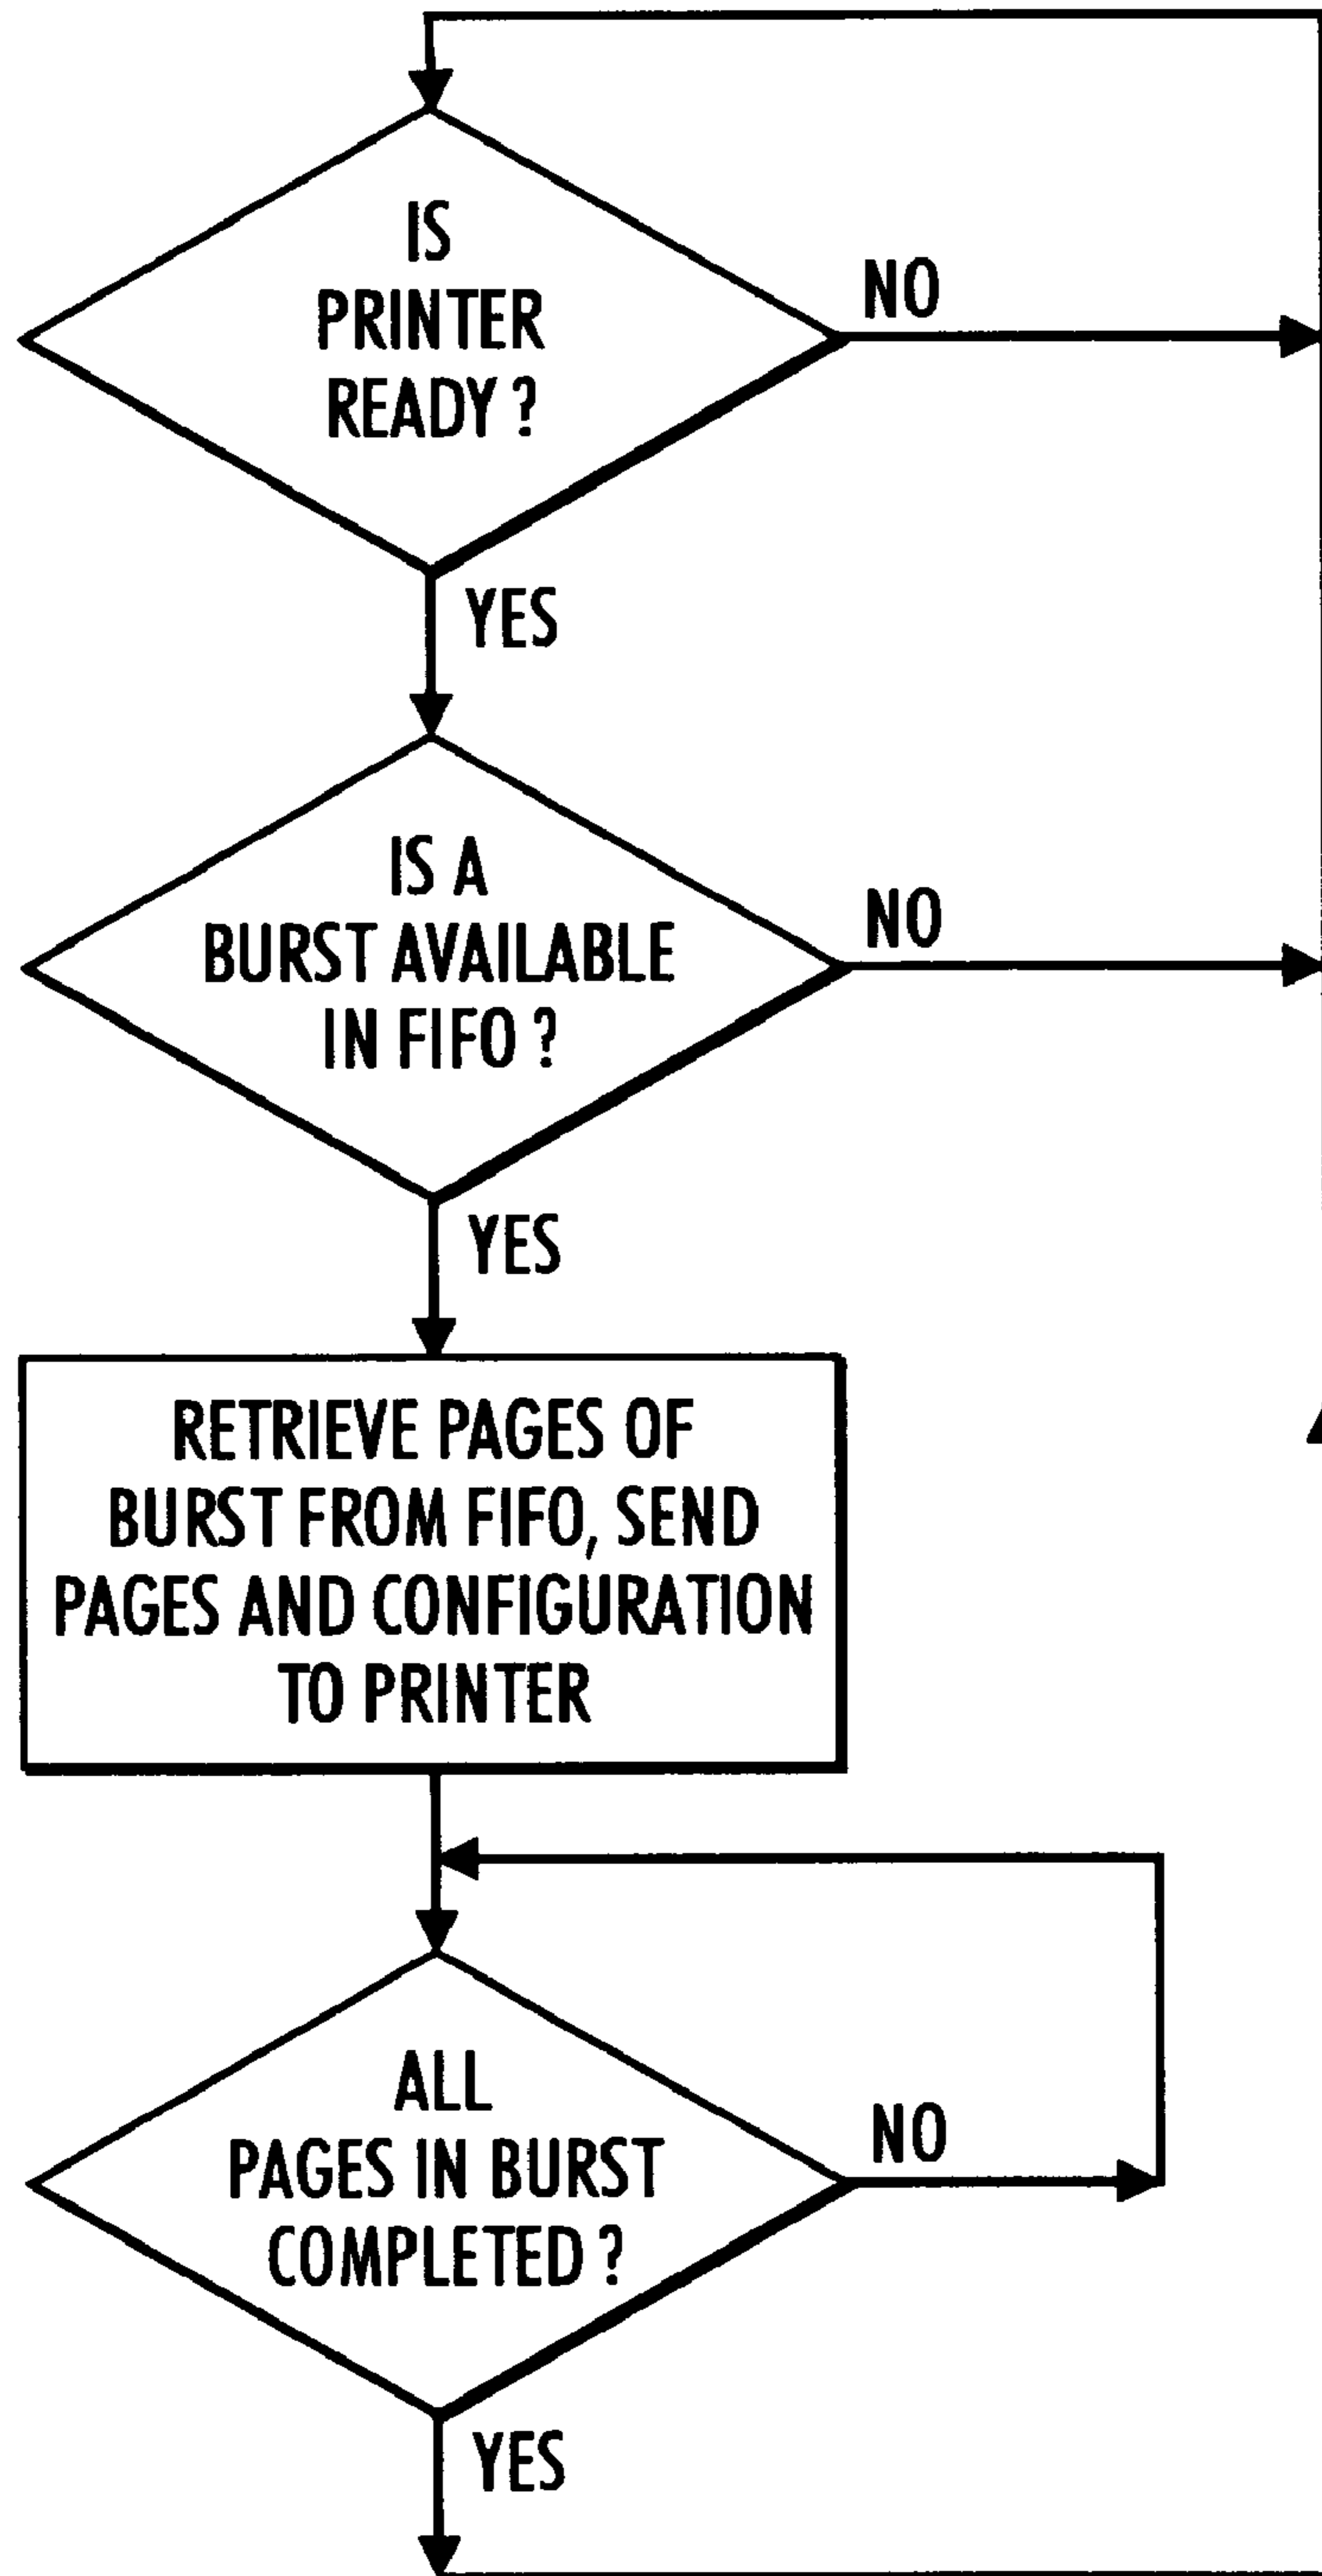 IS
PRINTER
READY ?
NO
YES
IS A
BURST AVAILABLE
IN FIFO ?
NO
YES
RETRIEVE PAGES OF
BURST FROM FIFO, SEND
PAGES AND CONFIGURATION
TO PRINTER
ALL
PAGES IN BURST
COMPLETED ?
NO
YES